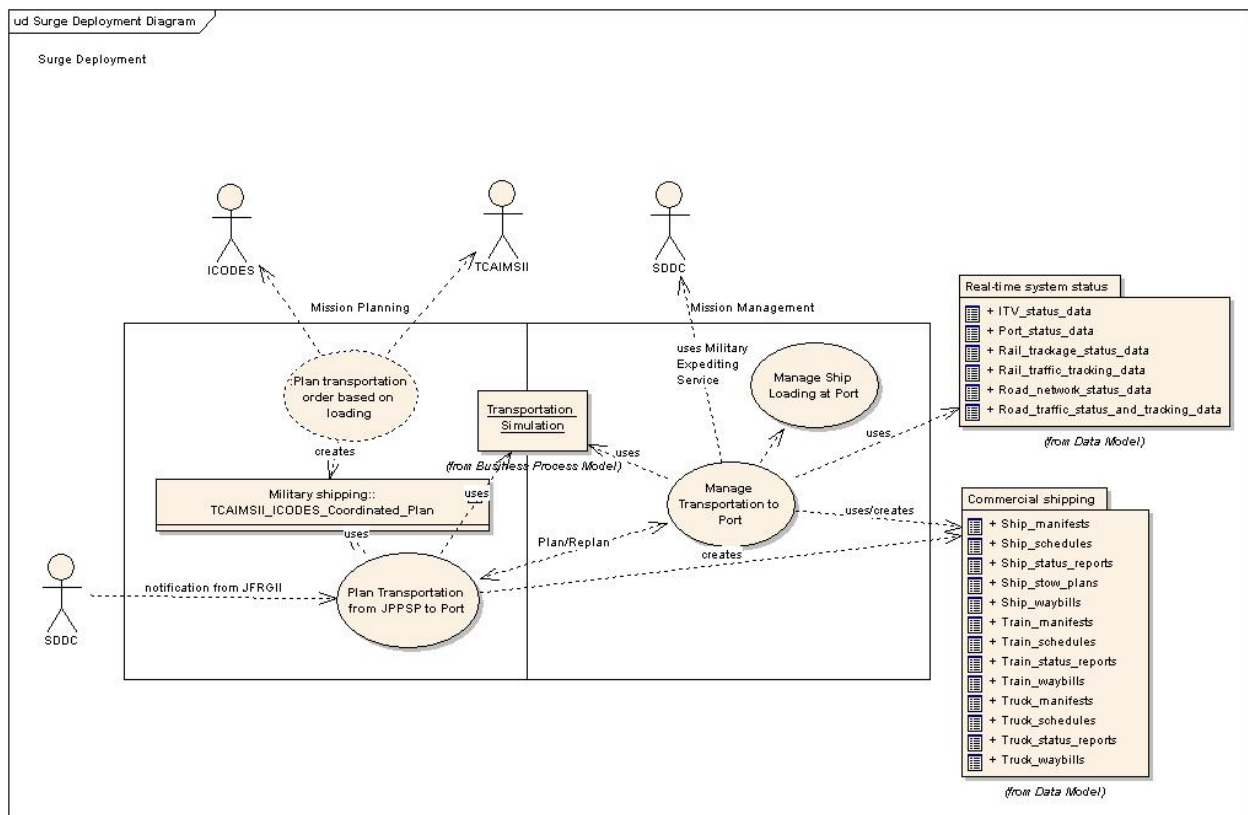 ud Surge Deployment Diagram
Surge Deployment
ICODES
TCAIMSII
SDDC
Mission Planning
Mission Management
Real-time system status
+ ITV_status_data
+ Port_status_data
+ Rail_trackage_status_data
+ Rail_traffic_tracking_data
+ Road_network_status_data
+ Road_traffic_status_and_tracking_data
(from Data Model)
uses Military
Expediting
Service
Manage Ship
Loading at Port
Plan transportation
order based on
loading
Transportation
Simulation
(from Business Process Model)
uses
uses
creates
Military shipping::
TCAIMSII_ICODES_Coordinated_Plan
uses
Manage
Transportation to
Port
uses/creates
uses
Plan/Replan
creates
notification from JFRGII
Plan Transportation
from JPPSP to Port
SDDC
Commercial shipping
+ Ship_manifests
+ Ship_schedules
+ Ship_status_reports
+ Ship_stow_plans
+ Ship_waybills
+ Train_manifests
+ Train_schedules
+ Train_status_reports
+ Train_waybills
+ Truck_manifests
+ Truck_schedules
+ Truck_status_reports
+ Truck_waybills
(from Data Model)